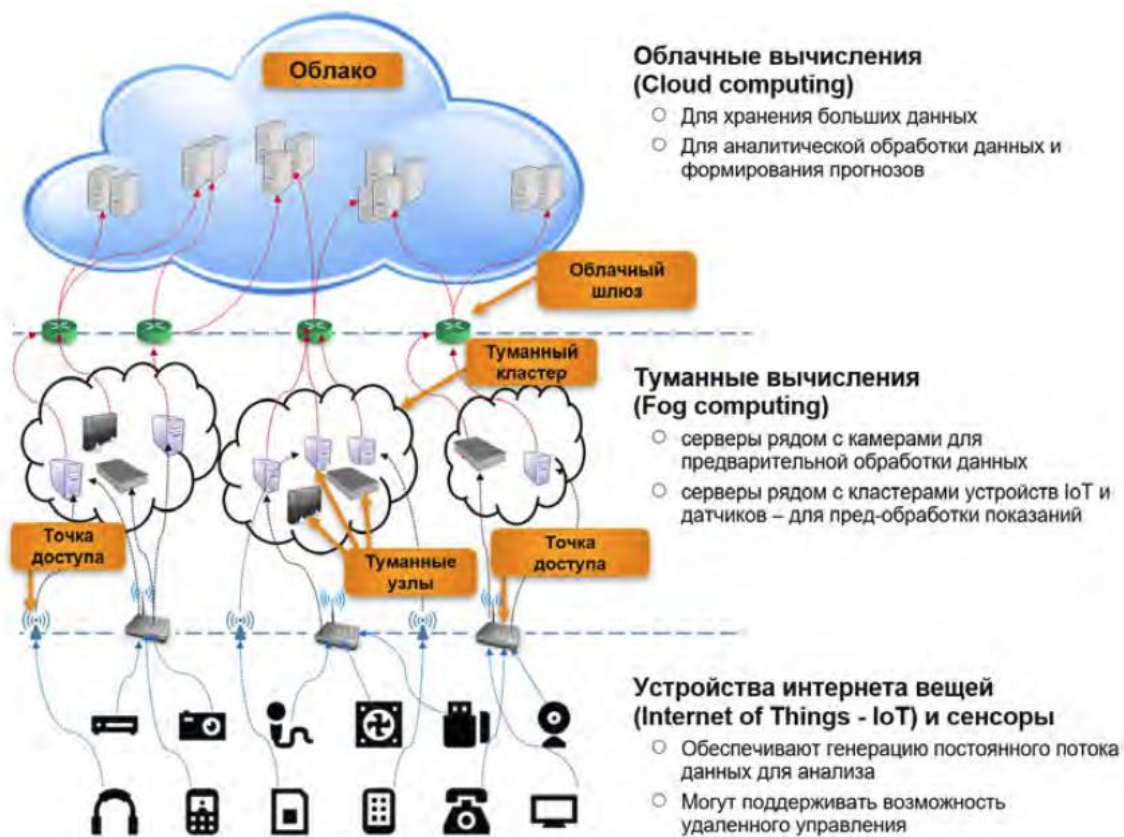 Облако
Облачные вычисления
(Cloud computing)
○ Для хранения больших данных
○ Для аналитической обработки данных и
формирования прогнозов
Облачный
шлюз
Туманный
кластер
Туманные вычисления
(Fog computing)
○ серверы рядом с камерами для
предварительной обработки данных
○ серверы рядом с кластерами устройств IoT и
датчиков – для пред-обработки показаний
Точка
доступа
Туманные
узлы
Точка
доступа
Устройства интернета вещей
(Internet of Things - IoT) и сенсоры
○ Обеспечивают генерацию постоянного потока
данных для анализа
○ Могут поддерживать возможность
удаленного управления